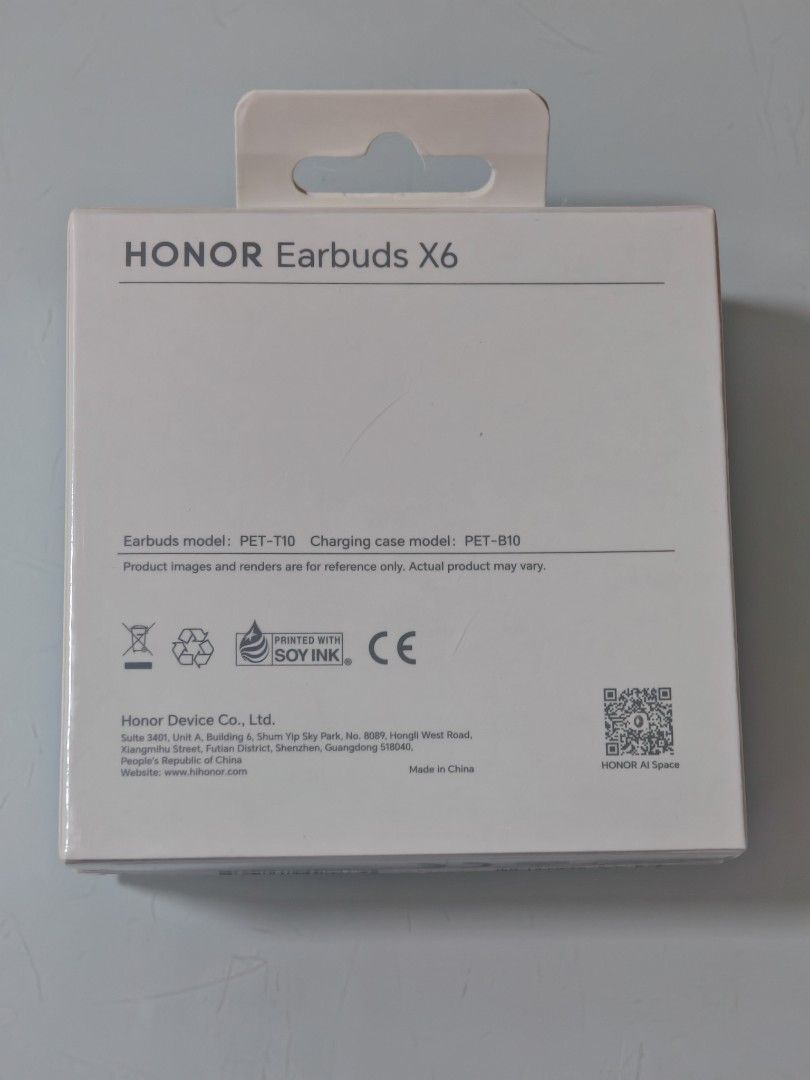 HONOR Earbuds X6
Earbuds model: PET-T10 Charging case model: PET-B10
Product images and renders are for reference only. Actual product may vary.
PRINTED WITH
SOY INK®
CE
Honor Device Co., Ltd.
Suite 3401, Unit A, Building 6, Shum Yip Sky Park, No. 8089, Hongli West Road,
Xiangmihu Street, Futian District, Shenzhen, Guangdong 518040,
People's Republic of China
Website: www.hihonor.com
Made in China
HONOR AI Space